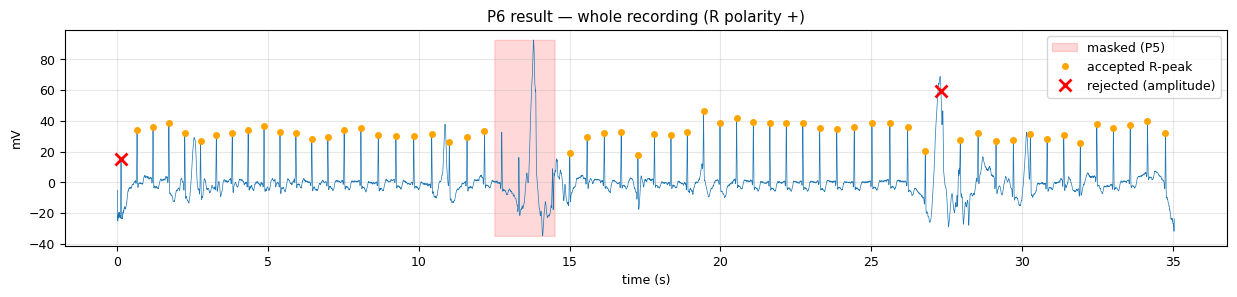 P6 result — whole recording (R polarity +)
masked (P5)
accepted R-peak
rejected (amplitude)
mV
80
60
40
20
0
−20
−40
0 5 10 15 20 25 30 35
time (s)